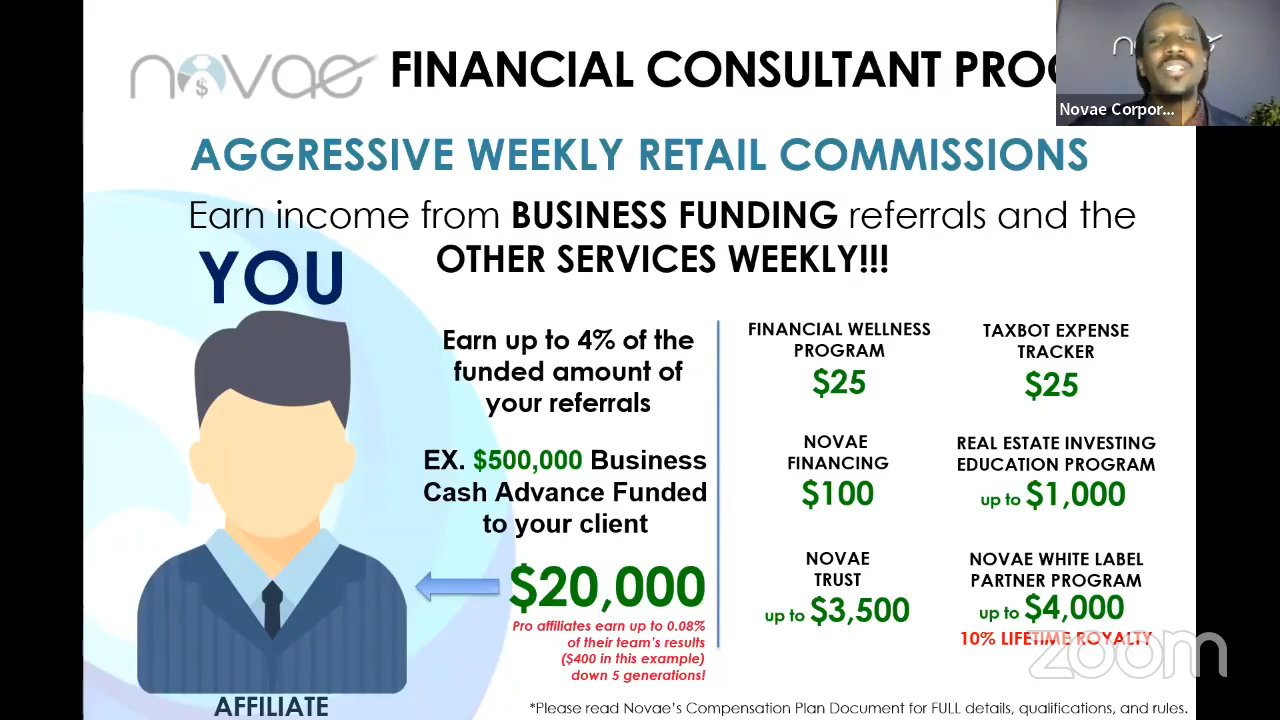 novae FINANCIAL CONSULTANT PROG
novae
Novae Corpor...
AGGRESSIVE WEEKLY RETAIL COMMISSIONS
Earn income from BUSINESS FUNDING referrals and the
OTHER SERVICES WEEKLY!!!
YOU
Earn up to 4% of the
funded amount of
your referrals
EX. $500,000 Business
Cash Advance Funded
to your client
$20,000
Pro affiliates earn up to 0.08%
of their team's results
($400 in this example)
down 5 generations!
AFFILIATE
FINANCIAL WELLNESS
PROGRAM
$25
TAXBOT EXPENSE
TRACKER
$25
NOVAE
FINANCING
$100
REAL ESTATE INVESTING
EDUCATION PROGRAM
up to $1,000
NOVAE
TRUST
up to $3,500
NOVAE WHITE LABEL
PARTNER PROGRAM
up to $4,000
10% LIFETIME ROYALTY
zoom
*Please read Novae's Compensation Plan Document for FULL details, qualifications, and rules.